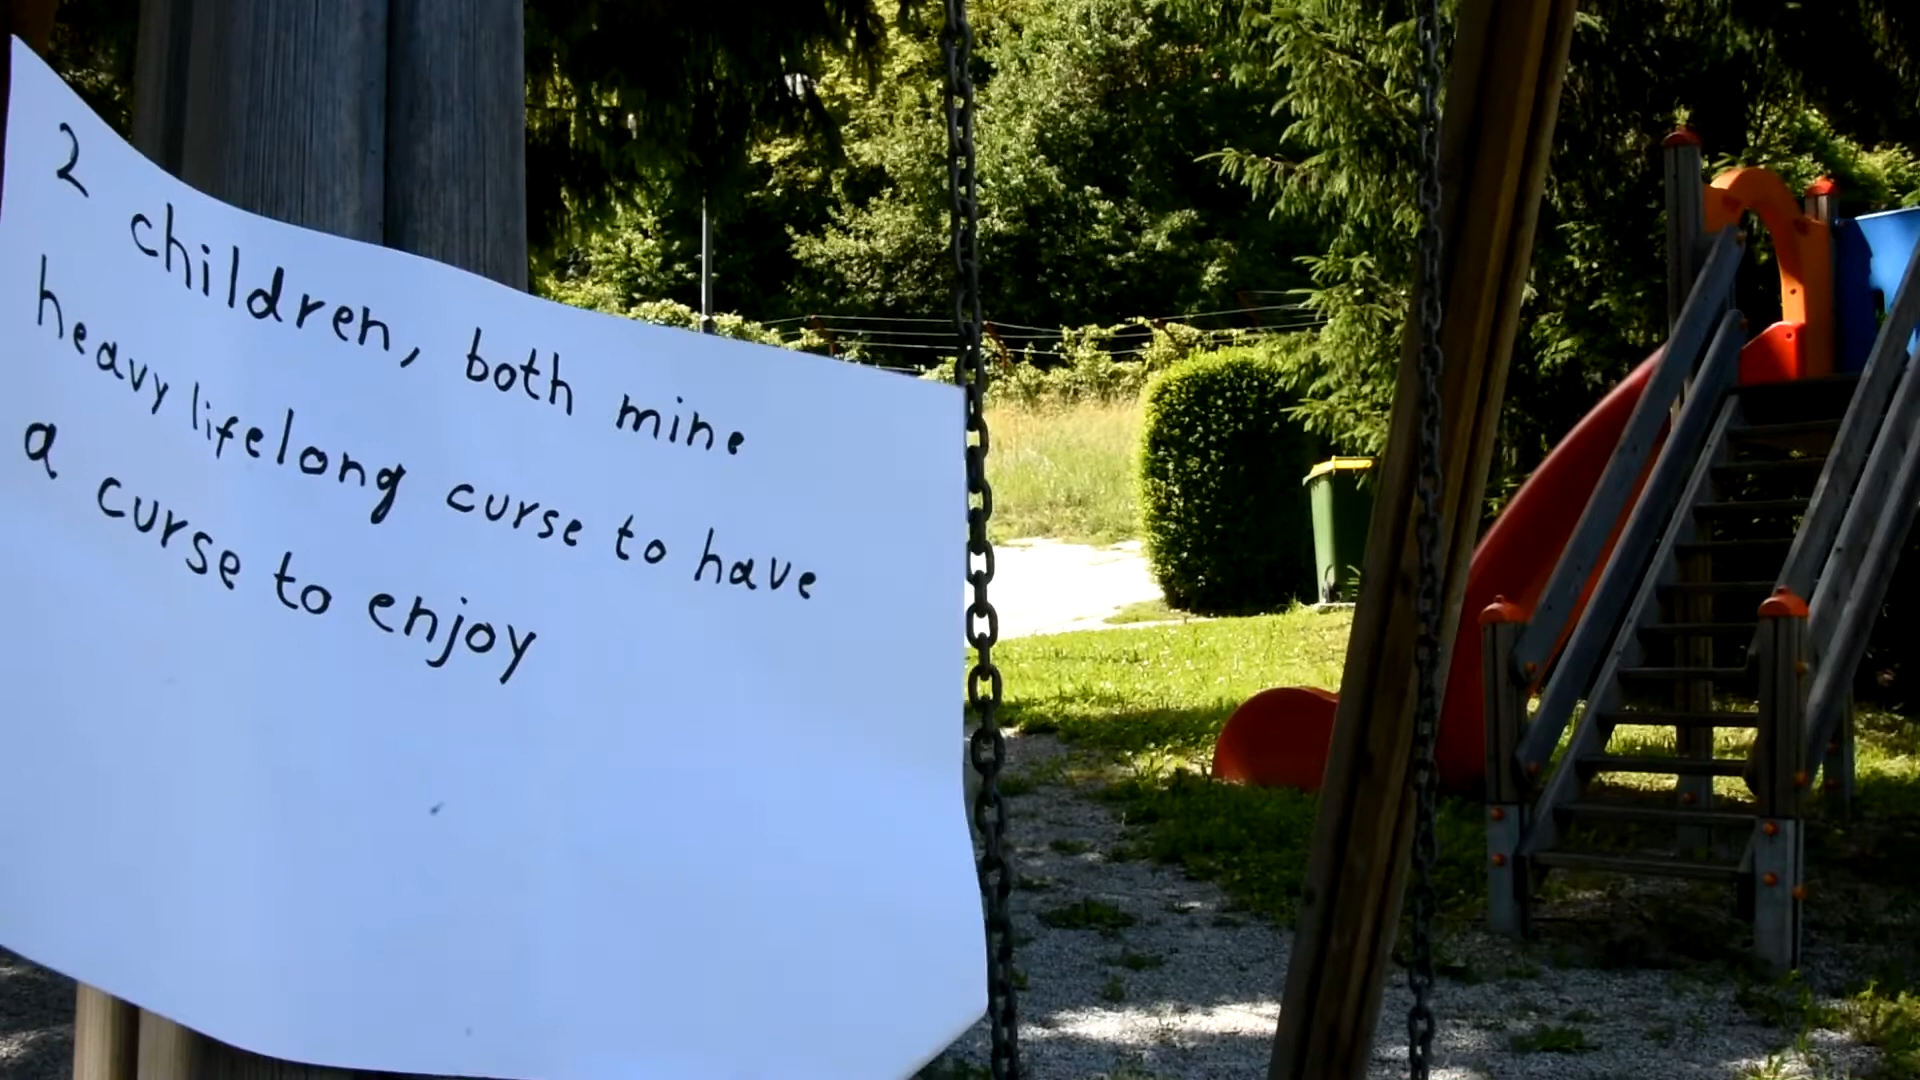 2 children, both mine
heavy lifelong curse to have
a curse to enjoy